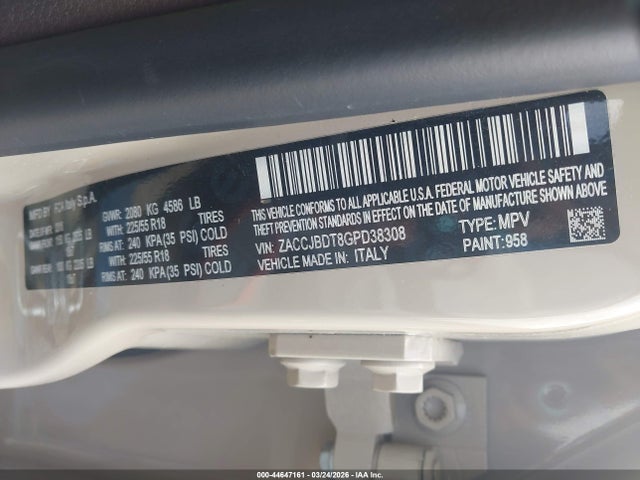 MFD BY: FCA Italy S.p.A.
GVWR: 2080 KG 4586 LB
WITH: 225/55 R18 TIRES
RIMS AT: 240 KPA(35 PSI) COLD
WITH: 225/55 R18 TIRES
RIMS AT: 240 KPA(35 PSI) COLD
THIS VEHICLE CONFORMS TO ALL APPLICABLE U.S.A. FEDERAL MOTOR VEHICLE SAFETY AND
THEFT PREVENTION STANDARDS IN EFFECT ON THE DATE OF MANUFACTURE SHOWN ABOVE.
VIN: ZACCJBDT8GPD38308 TYPE: MPV
VEHICLE MADE IN: ITALY PAINT: 958
000-44647161 - 03/24/2026 - IAAI Inc. copyright